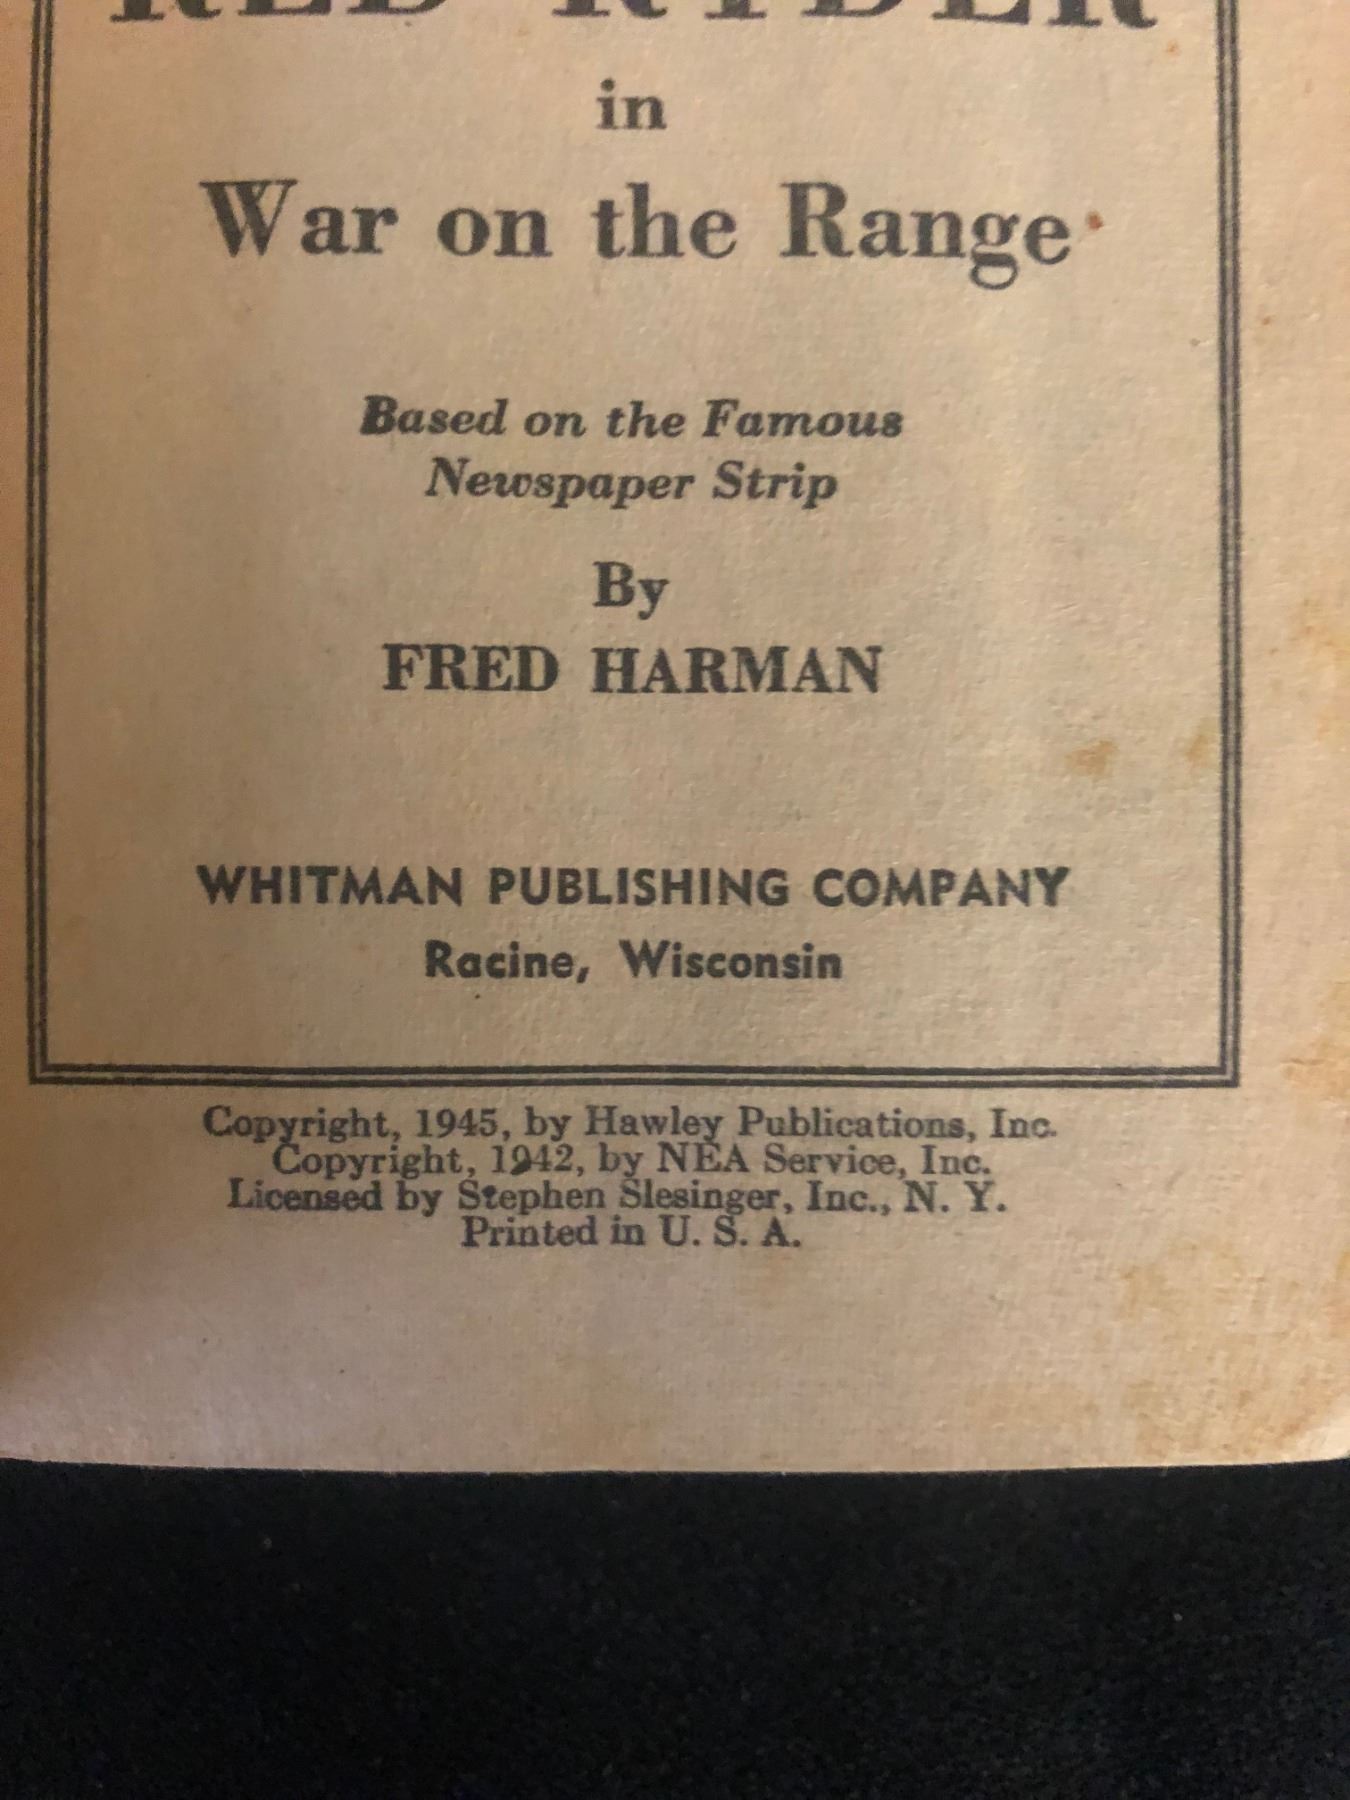 RED RYDER
in
War on the Range
Based on the Famous
Newspaper Strip
By
FRED HARMAN
WHITMAN PUBLISHING COMPANY
Racine, Wisconsin
Copyright, 1945, by Hawley Publications, Inc.
Copyright, 1942, by NEA Service, Inc.
Licensed by Stephen Slesinger, Inc., N. Y.
Printed in U. S. A.